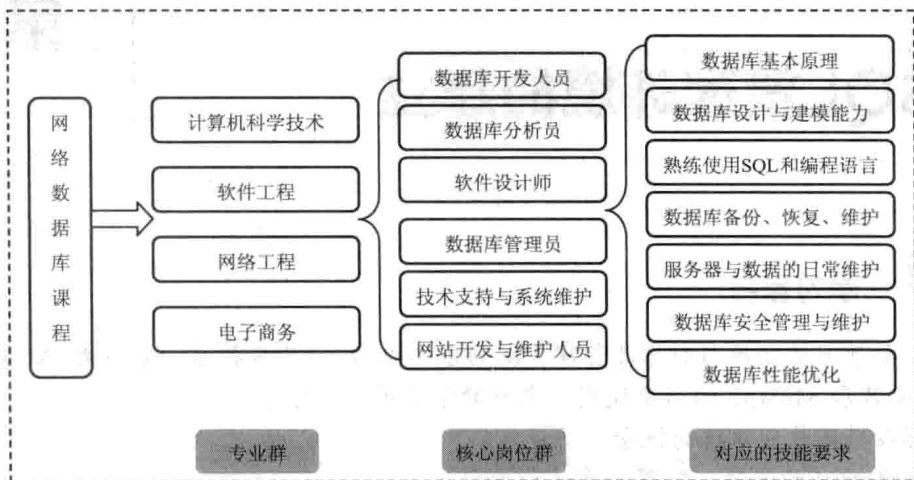 网络数据库课程
计算机科学技术
软件工程
网络工程
电子商务
数据库开发人员
数据库分析员
软件设计师
数据库管理员
技术支持与系统维护
网站开发与维护人员
数据库基本原理
数据库设计与建模能力
熟练使用SQL和编程语言
数据库备份、恢复、维护
服务器与数据的日常维护
数据库安全管理与维护
数据库性能优化
专业群
核心岗位群
对应的技能要求